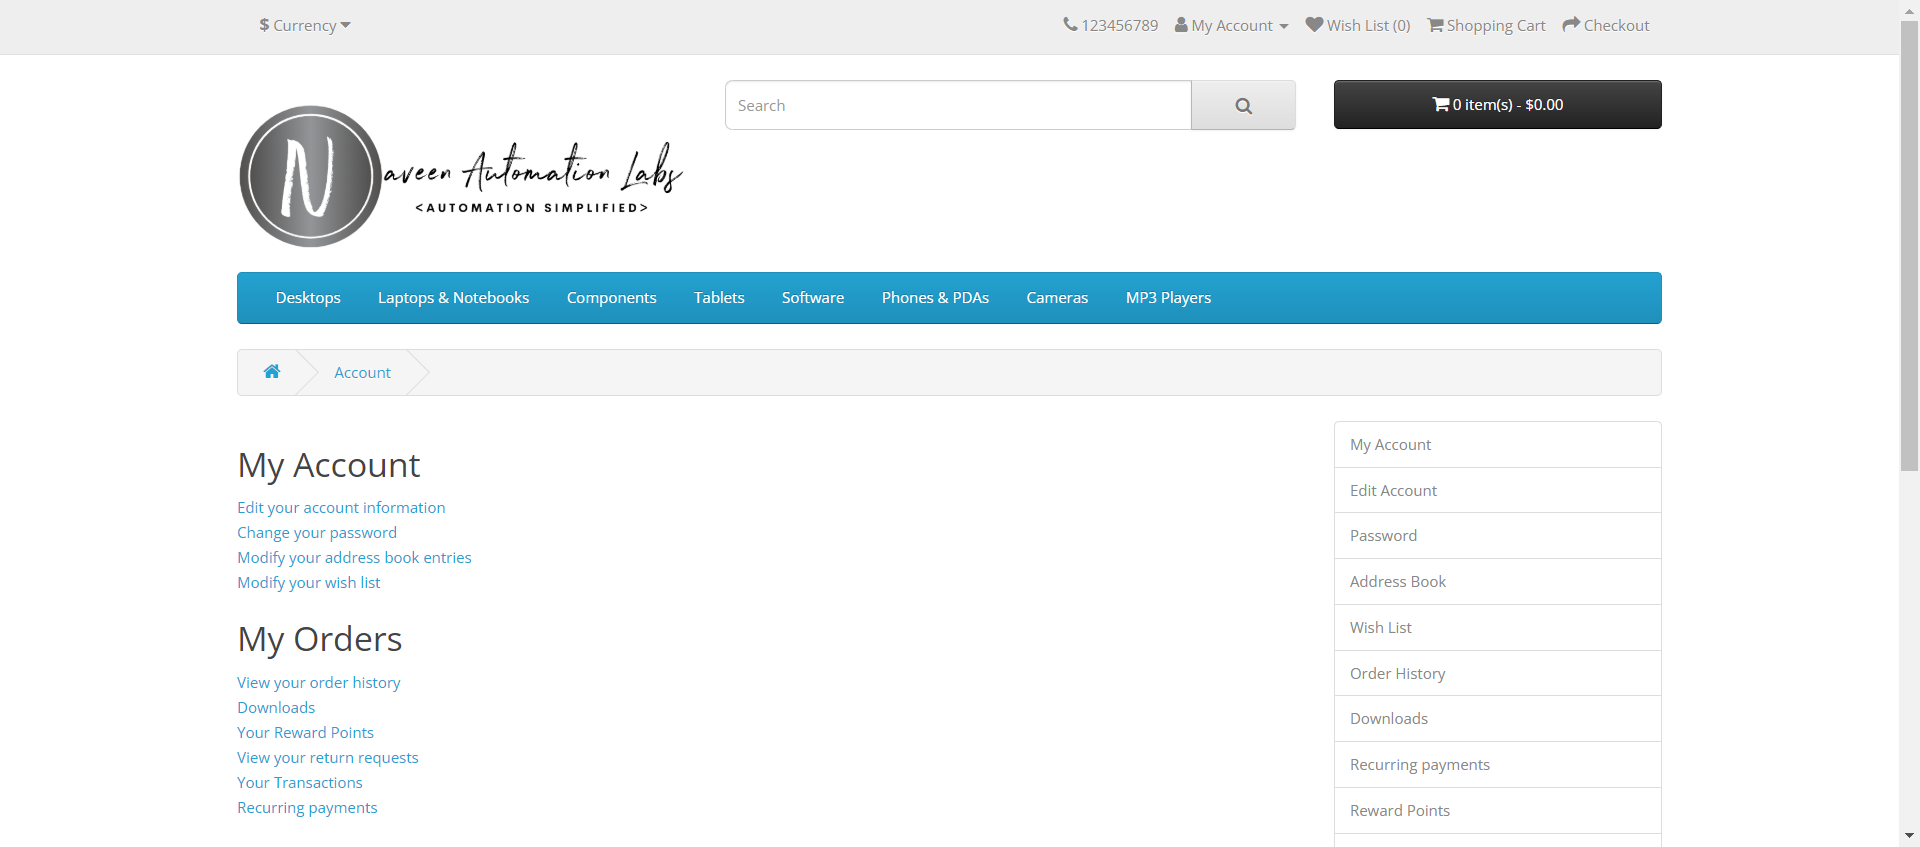 $ Currency
123456789 My Account Wish List (0) Shopping Cart Checkout
Search
0 item(s) - $0.00
N
aveen Automation Labs
<AUTOMATION SIMPLIFIED>
Desktops Laptops & Notebooks Components Tablets Software Phones & PDAs Cameras MP3 Players
Account
My Account
Edit your account information
Change your password
Modify your address book entries
Modify your wish list
My Orders
View your order history
Downloads
Your Reward Points
View your return requests
Your Transactions
Recurring payments
My Account
Edit Account
Password
Address Book
Wish List
Order History
Downloads
Recurring payments
Reward Points